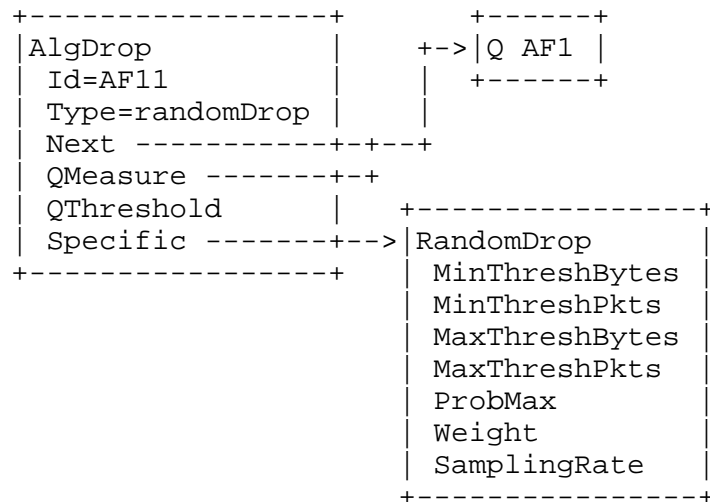 +------------------+      +------+
|AlgDrop           |   +->|Q AF1 |
| Id=AF11          |   |  +------+
| Type=randomDrop  |   |
| Next -----------+-+--+
| QMeasure -------+-+
| QThreshold       |   +----------------+
| Specific -------+-->|RandomDrop       |
+------------------+   | MinThreshBytes |
                       | MinThreshPkts  |
                       | MaxThreshBytes |
                       | MaxThreshPkts  |
                       | ProbMax        |
                       | Weight         |
                       | SamplingRate   |
                       +----------------+